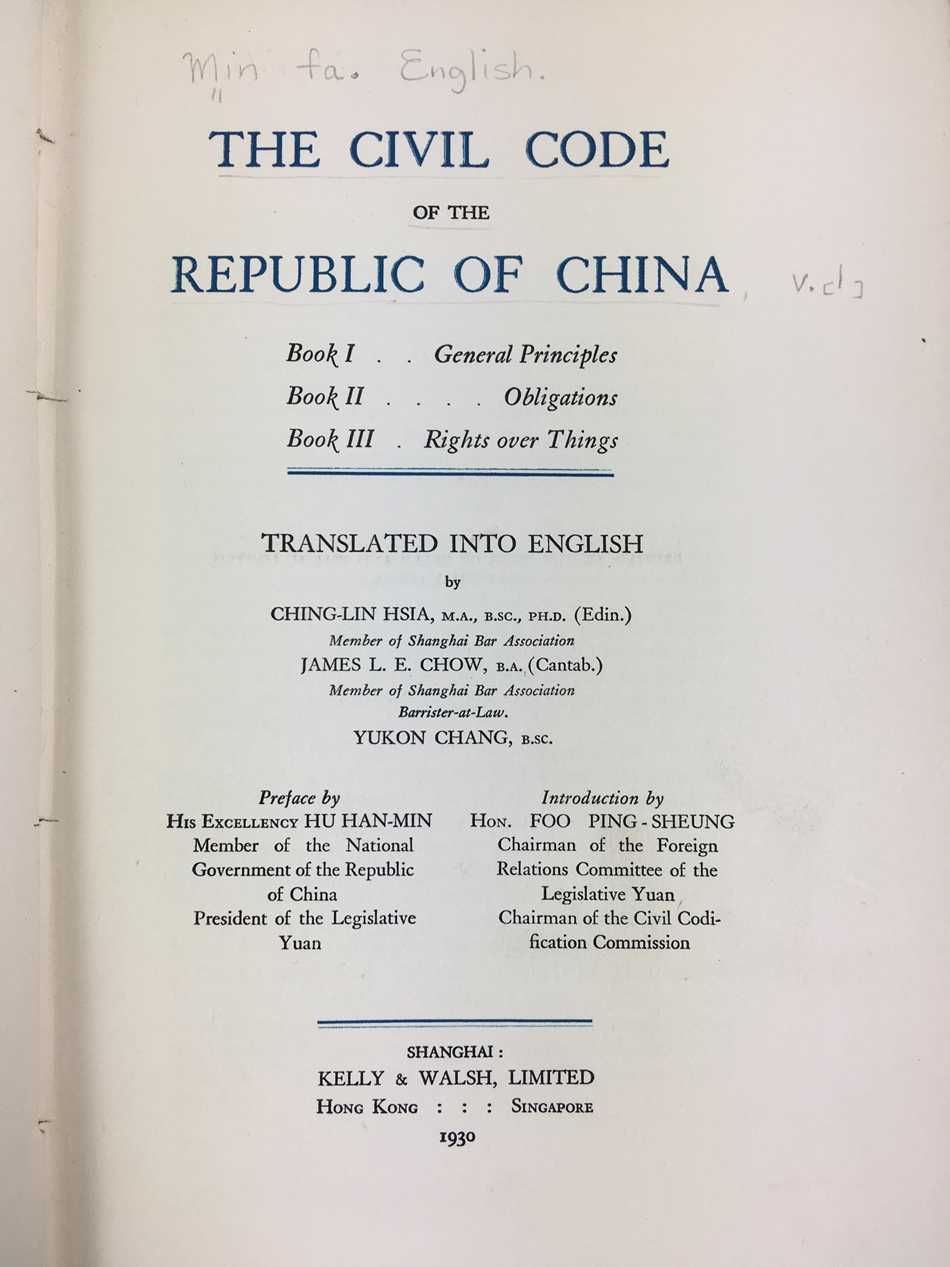 Min fa. English.
THE CIVIL CODE
OF THE
REPUBLIC OF CHINA, v.[1]
Book I . . General Principles
Book II . . . . Obligations
Book III . Rights over Things
TRANSLATED INTO ENGLISH
by
CHING-LIN HSIA, M.A., B.SC., PH.D. (Edin.)
Member of Shanghai Bar Association
JAMES L. E. CHOW, B.A. (Cantab.)
Member of Shanghai Bar Association
Barrister-at-Law.
YUKON CHANG, B.SC.
Preface by
His Excellency HU HAN-MIN
Member of the National
Government of the Republic
of China
President of the Legislative
Yuan
Introduction by
Hon. FOO PING-SHEUNG
Chairman of the Foreign
Relations Committee of the
Legislative Yuan
Chairman of the Civil Codi-
fication Commission
SHANGHAI :
KELLY & WALSH, LIMITED
Hong Kong : : : Singapore
1930